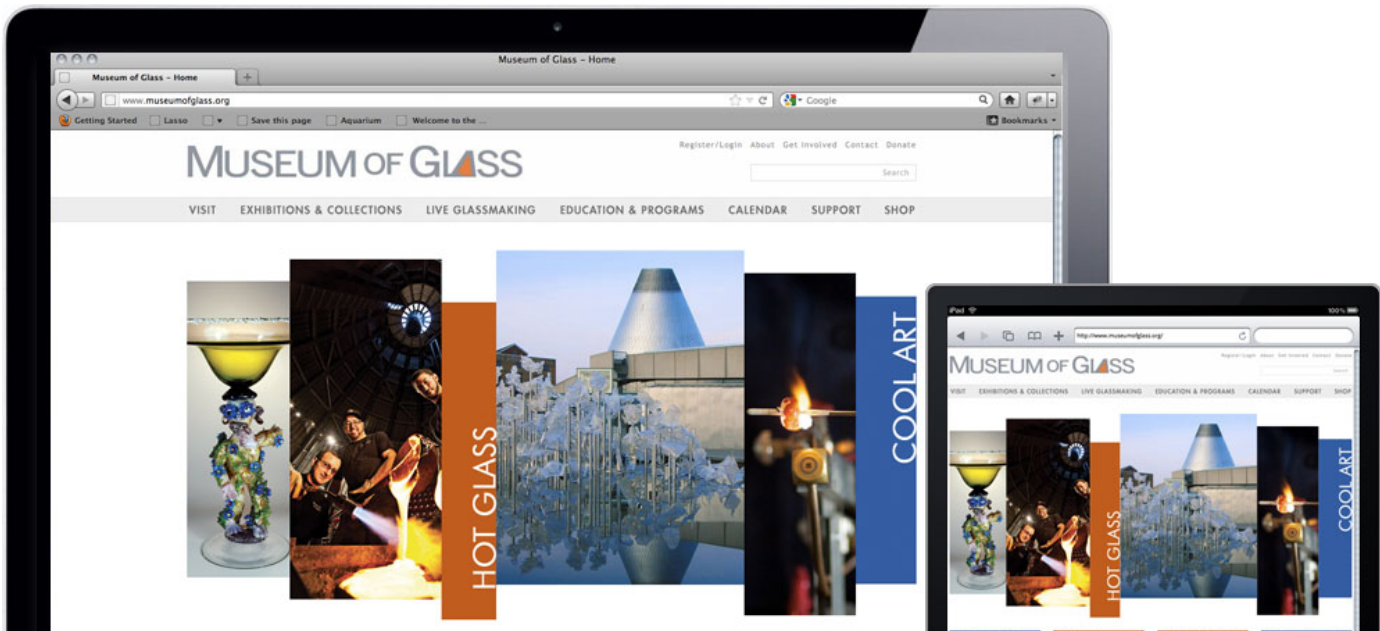 Museum of Glass – Home
Museum of Glass – Home
www.museumofglass.org
Google
Getting Started Lasso Save this page Aquarium Welcome to the ...
Bookmarks
MUSEUM OF GLASS
Register/Login About Get Involved Contact Donate
Search
VISIT EXHIBITIONS & COLLECTIONS LIVE GLASSMAKING EDUCATION & PROGRAMS CALENDAR SUPPORT SHOP
HOT GLASS
COOL ART
iPad 100%
http://www.museumofglass.org/
MUSEUM OF GLASS
Register/Login About Get Involved Contact Donate
Search
VISIT EXHIBITIONS & COLLECTIONS LIVE GLASSMAKING EDUCATION & PROGRAMS CALENDAR SUPPORT SHOP
HOT GLASS
COOL ART